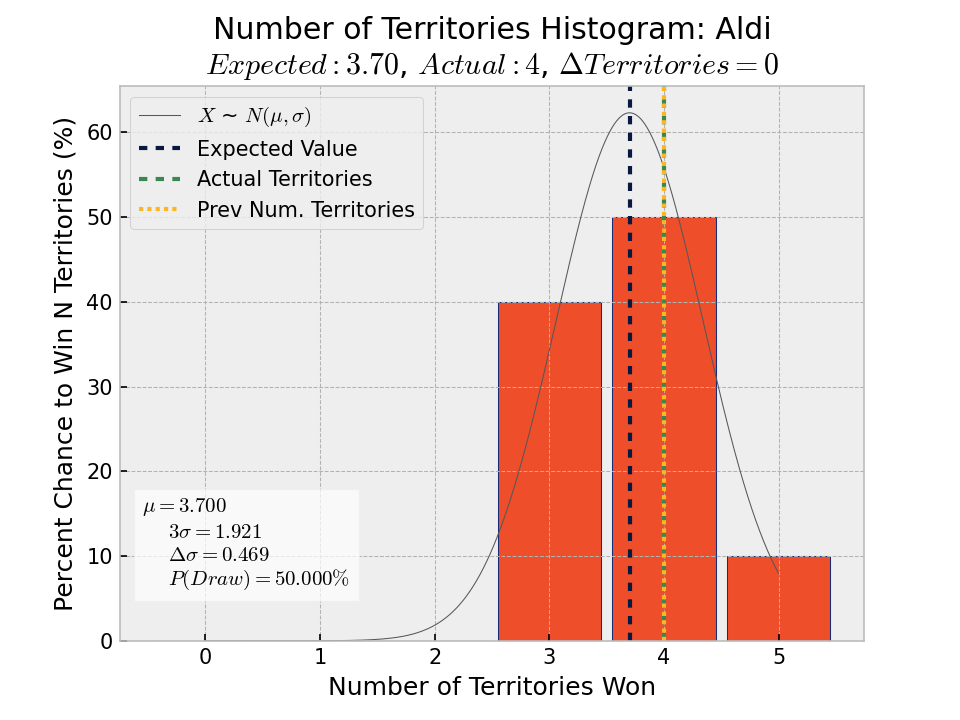 Number of Territories Histogram: Aldi
Expected : 3.70, Actual : 4, ΔTerritories = 0
X ~ N(μ, σ)
Expected Value
Actual Territories
Prev Num. Territories
Percent Chance to Win N Territories (%)
60
50
40
30
20
10
0
μ = 3.700
3σ = 1.921
Δσ = 0.469
P(Draw) = 50.000%
0 1 2 3 4 5
Number of Territories Won